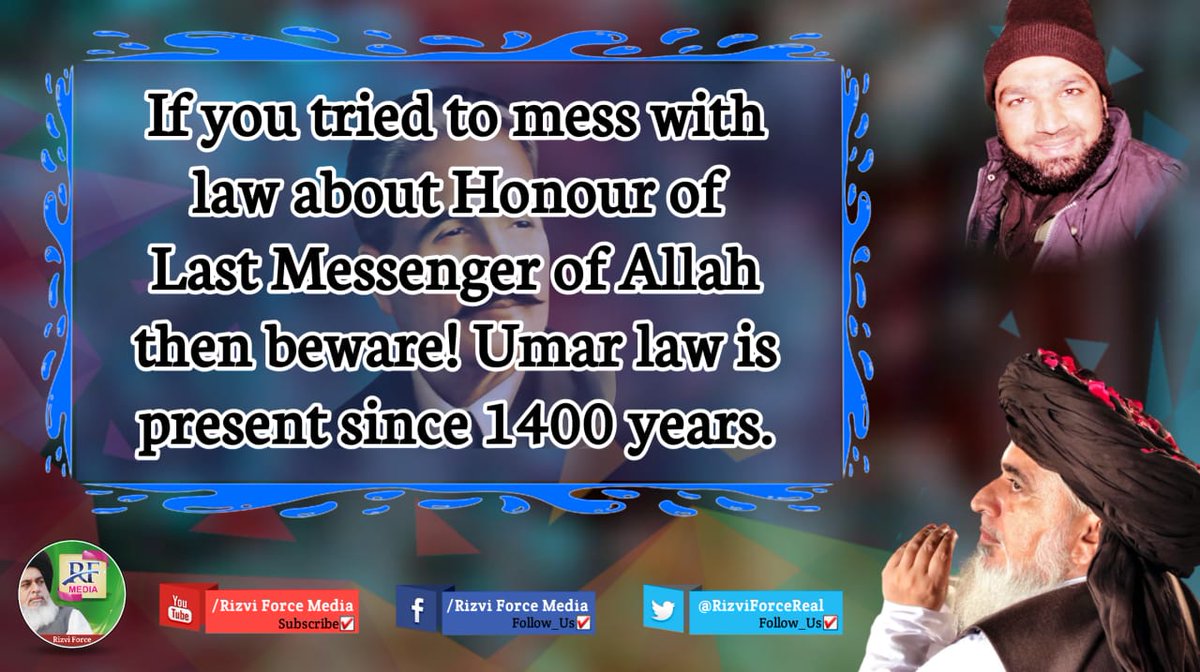 If you tried to mess with
law about Honour of
Last Messenger of Allah
then beware! Umar law is
present since 1400 years.
RF
MEDIA
Rizvi Force
You
Tube
/Rizvi Force Media
Subscribe
f
/Rizvi Force Media
Follow_Us
@RizviForceReal
Follow_Us